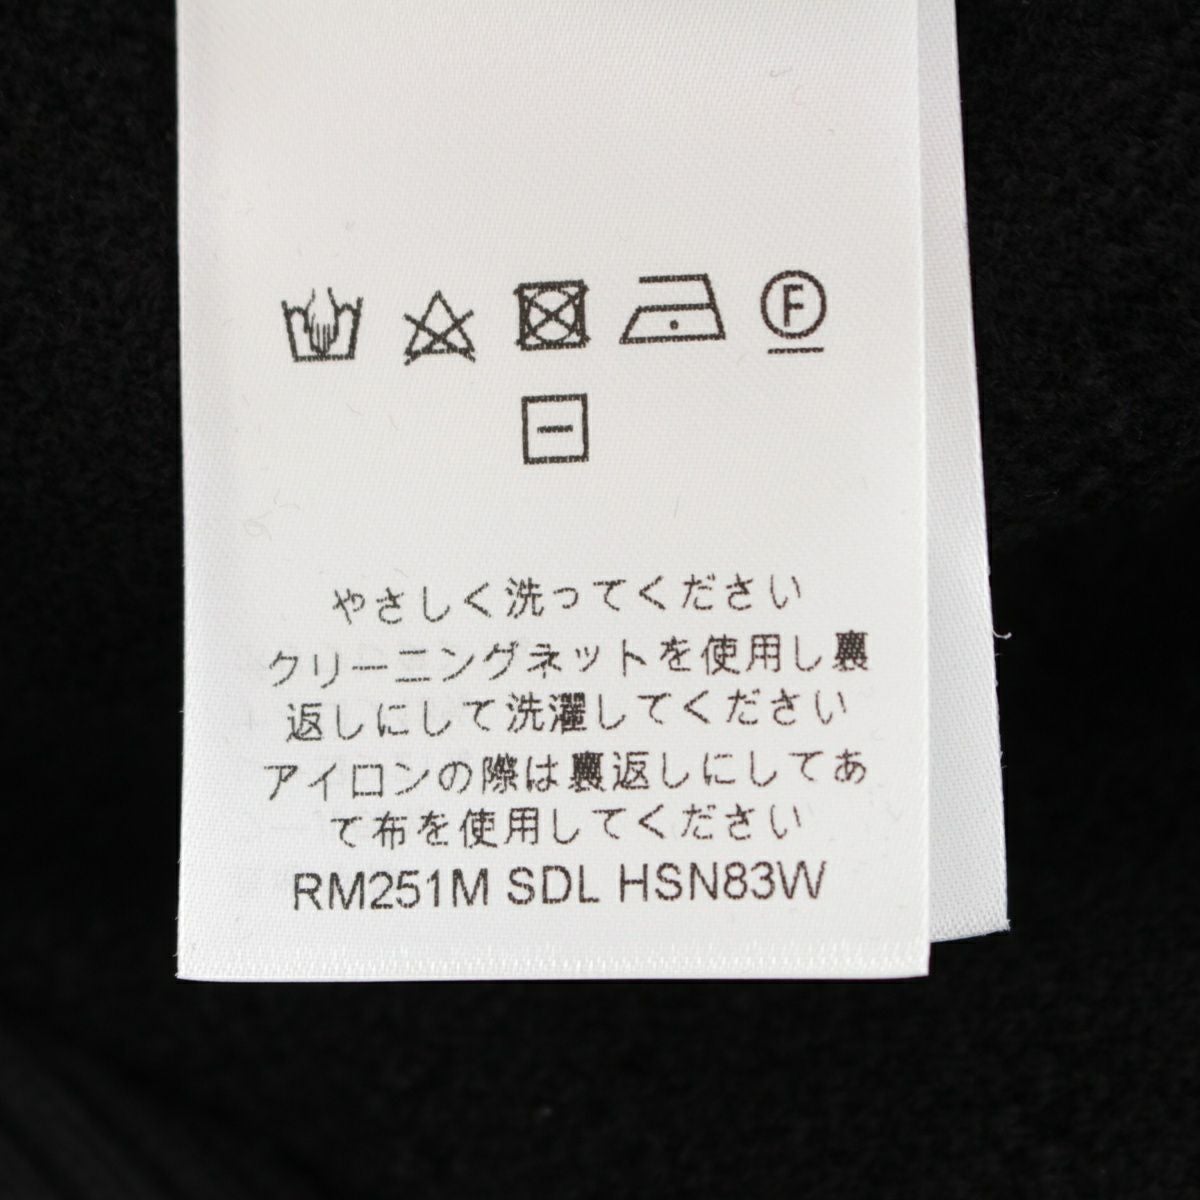 F
やさしく洗ってください
クリーニングネットを使用し裏
返しにして洗濯してください
アイロンの際は裏返しにしてあ
て布を使用してください
RM251M SDL HSN83W